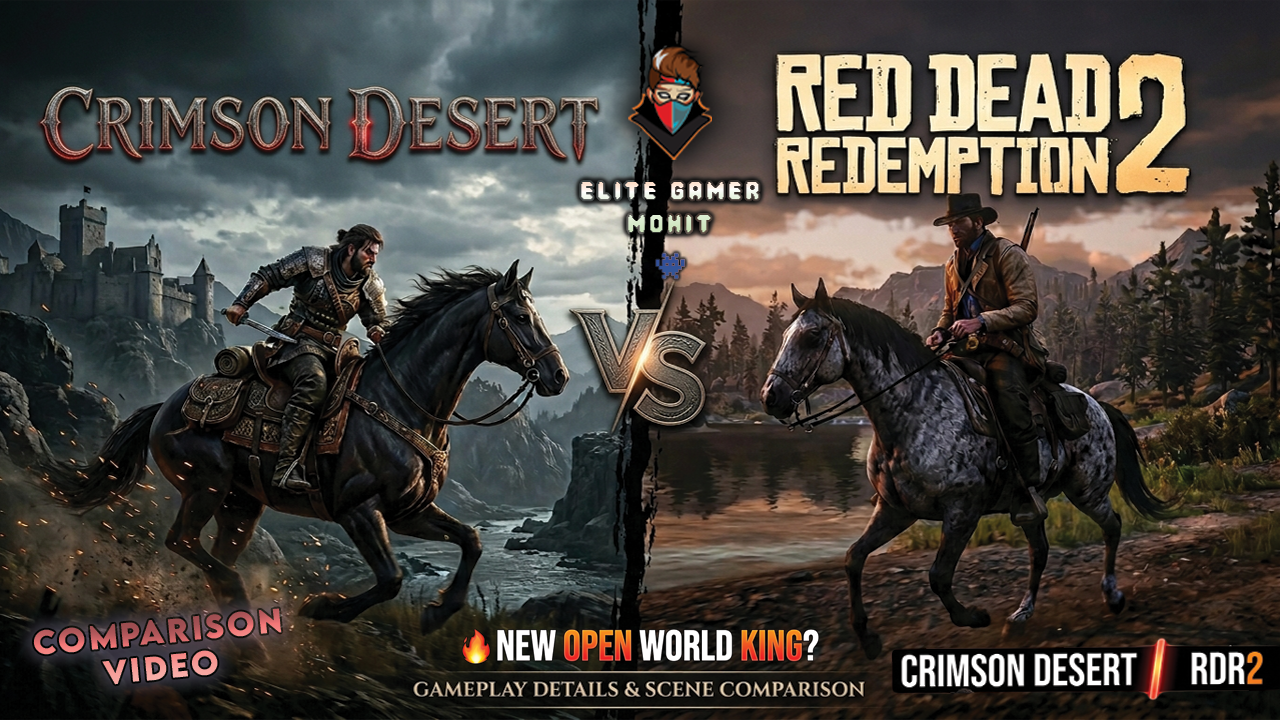 CRIMSON DESERT
RED DEAD
REDEMPTION 2
ELITE GAMER
MOHIT
VS
COMPARISON
VIDEO
🔥NEW OPEN WORLD KING?
GAMEPLAY DETAILS & SCENE COMPARISON
CRIMSON DESERT / RDR2